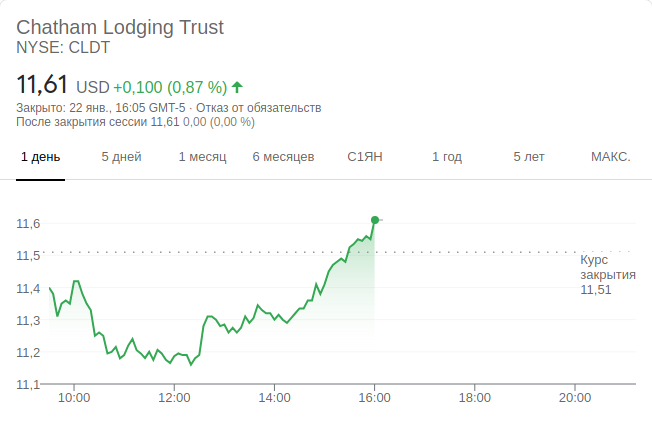 Chatham Lodging Trust
NYSE: CLDT
11,61 USD +0,100 (0,87 %)
Закрыто: 22 янв., 16:05 GMT-5 · Отказ от обязательств
После закрытия сессии 11,61 0,00 (0,00 %)
1 день 5 дней 1 месяц 6 месяцев С1ЯН 1 год 5 лет МАКС.
11,6
11,5
11,4
11,3
11,2
11,1
Курс
закрытия
11,51
10:00 12:00 14:00 16:00 18:00 20:00